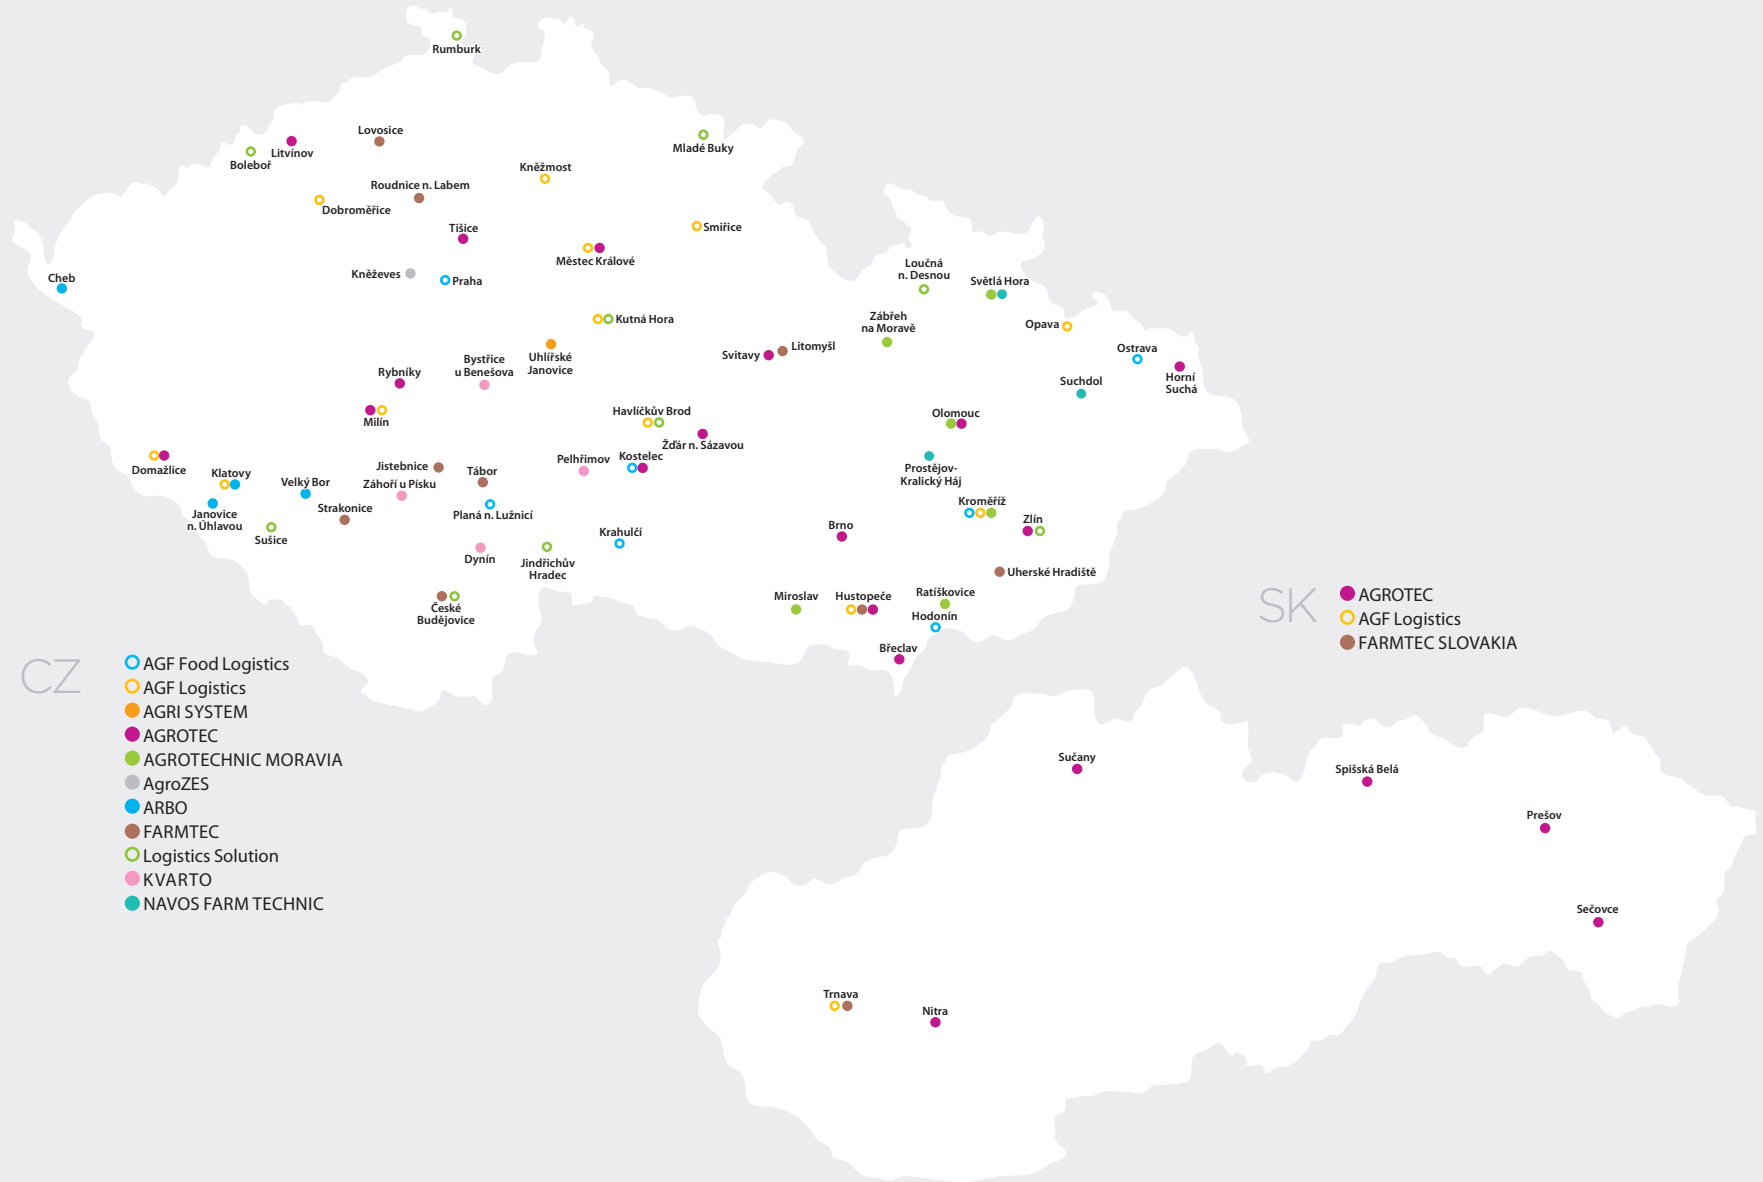 Rumburk
Lovosice
Litvínov
Boleboř
Mladé Buky
Kněžmost
Roudnice n. Labem
Dobroměřice
Tišice
Smiřice
Městec Králové
Kněževes
Praha
Cheb
Loučná
n. Desnou
Světlá Hora
Kutná Hora
Zábřeh
na Moravě
Opava
Ostrava
Litomyšl
Svitavy
Uhlířské
Janovice
Bystřice
u Benešova
Rybníky
Horní
Suchá
Suchdol
Milín
Havlíčkův Brod
Olomouc
Žďár n. Sázavou
Domažlice
Klatovy
Jistebnice
Tábor
Pelhřimov
Kostelec
Prostějov-
Kralický Háj
Velký Bor
Záhoří u Písku
Strakonice
Planá n. Lužnicí
Janovice
n. Úhlavou
Sušice
Kroměříž
Zlín
Brno
Krahulčí
Dynín
Jindřichův
Hradec
Uherské Hradiště
Miroslav
Hustopeče
Ratíškovice
Hodonín
České
Budějovice
Břeclav
SK
AGROTEC
AGF Logistics
FARMTEC SLOVAKIA
CZ
AGF Food Logistics
AGF Logistics
AGRI SYSTEM
AGROTEC
AGROTECHNIC MORAVIA
AgroZES
ARBO
FARMTEC
Logistics Solution
KVARTO
NAVOS FARM TECHNIC
Sučany
Spišská Belá
Prešov
Sečovce
Trnava
Nitra